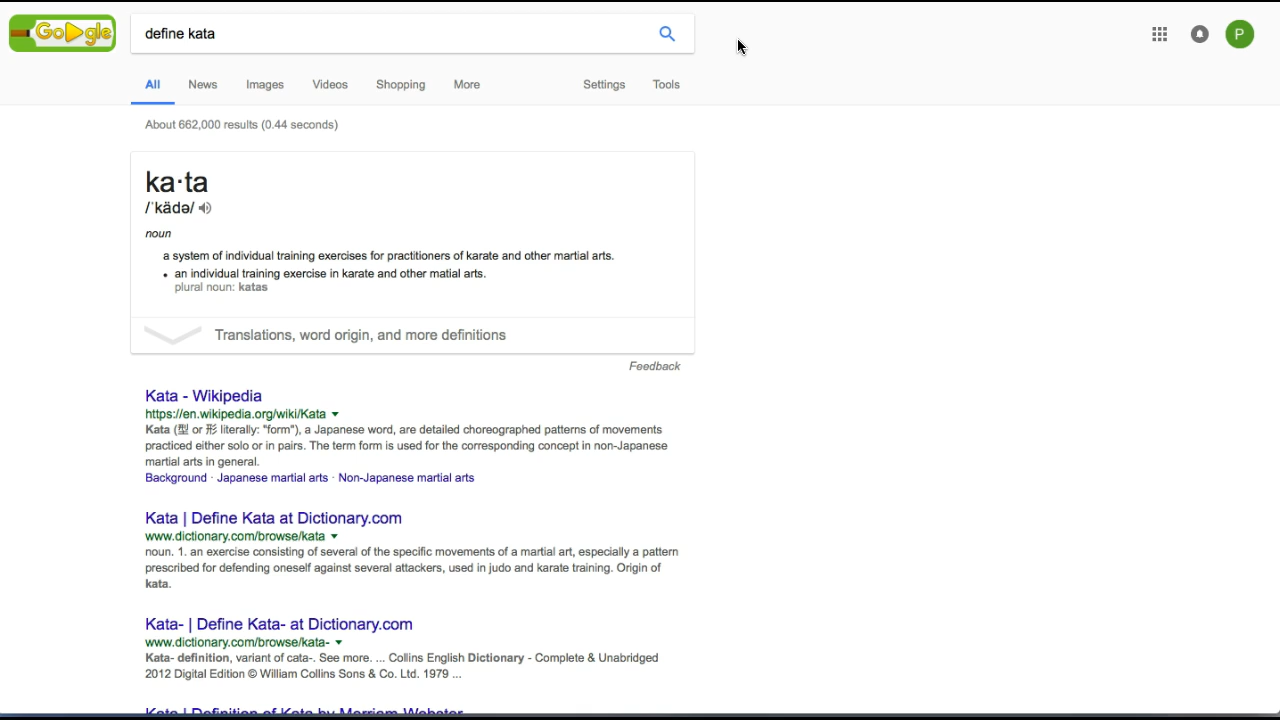 Google
define kata
P
All News Images Videos Shopping More Settings Tools
About 662,000 results (0.44 seconds)
ka·ta
/ˈkädə/
noun
a system of individual training exercises for practitioners of karate and other martial arts.
• an individual training exercise in karate and other matial arts.
plural noun: katas
Translations, word origin, and more definitions
Feedback
Kata - Wikipedia
https://en.wikipedia.org/wiki/Kata
Kata (型 or 形 literally: "form"), a Japanese word, are detailed choreographed patterns of movements
practiced either solo or in pairs. The term form is used for the corresponding concept in non-Japanese
martial arts in general.
Background · Japanese martial arts · Non-Japanese martial arts
Kata | Define Kata at Dictionary.com
www.dictionary.com/browse/kata
noun. 1. an exercise consisting of several of the specific movements of a martial art, especially a pattern
prescribed for defending oneself against several attackers, used in judo and karate training. Origin of
kata.
Kata- | Define Kata- at Dictionary.com
www.dictionary.com/browse/kata-
Kata- definition, variant of cata-. See more. ... Collins English Dictionary - Complete & Unabridged
2012 Digital Edition © William Collins Sons & Co. Ltd. 1979 ...
Kata | Definition of Kata by Merriam-Webster